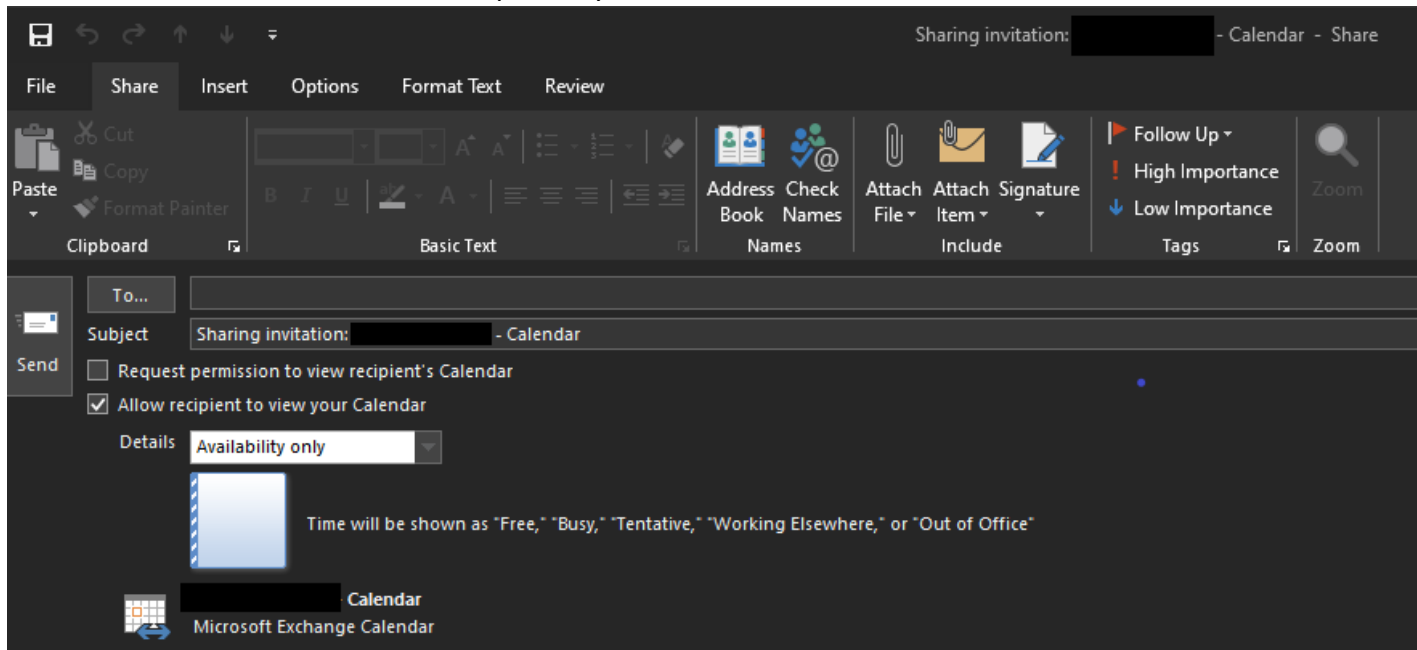 Sharing invitation: - Calendar - Share
File Share Insert Options Format Text Review
Cut
Copy
Format Painter
Paste
Clipboard
A A
B I U A
Basic Text
Address Book
Check Names
Names
Attach File
Attach Item
Signature
Include
Follow Up
High Importance
Low Importance
Tags
Zoom
Zoom
Send
To...
Subject Sharing invitation: - Calendar
Request permission to view recipient's Calendar
Allow recipient to view your Calendar
Details Availability only
Time will be shown as "Free," "Busy," "Tentative," "Working Elsewhere," or "Out of Office"
Calendar
Microsoft Exchange Calendar